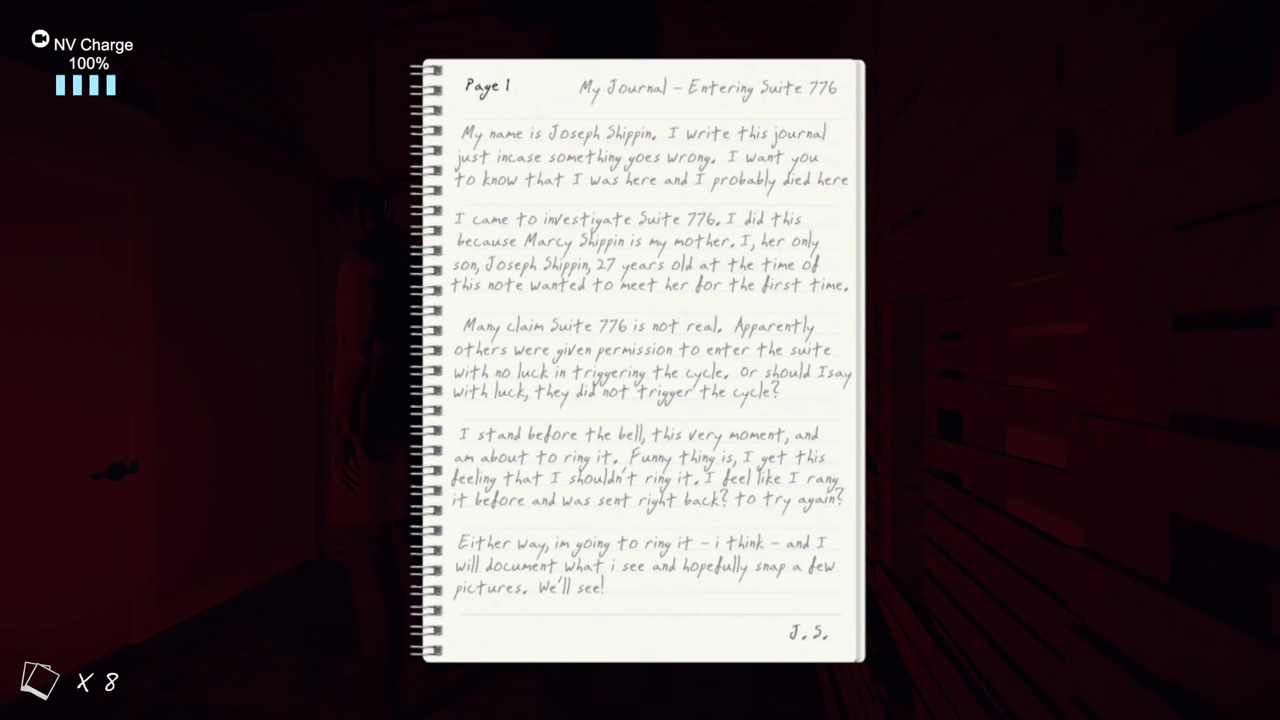 NV Charge
100%
Page 1
My Journal - Entering Suite 776
My name is Joseph Shippin. I write this journal
just incase something goes wrong. I want you
to know that I was here and I probably died here
I came to investigate Suite 776. I did this
because Marcy Shippin is my mother. I, her only
son, Joseph Shippin, 27 years old at the time of
this note wanted to meet her for the first time.
Many claim Suite 776 is not real. Apparently
others were given permission to enter the suite
with no luck in triggering the cycle. Or should I say
with luck, they did not trigger the cycle?
I stand before the bell, this very moment, and
am about to ring it. Funny thing is, I get this
feeling that I shouldn't ring it. I feel like I rang
it before and was sent right back? to try again?
Either way, im going to ring it - i think - and I
will document what i see and hopefully snap a few
pictures. We'll see!
J.S.
X 8